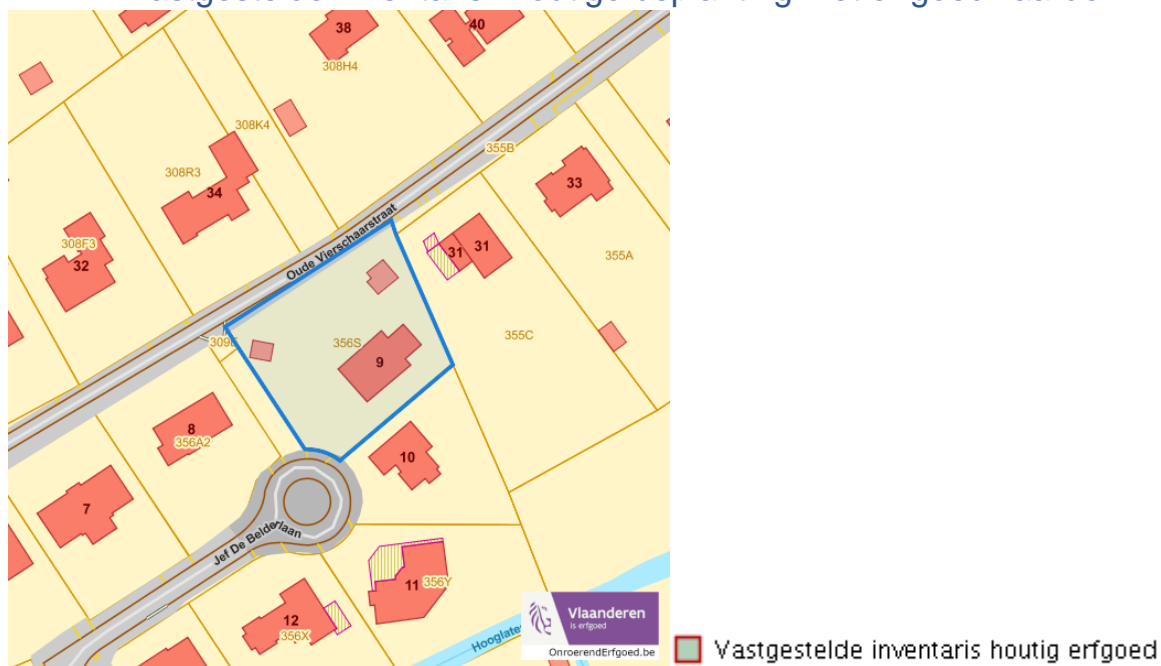 38
40
308H4
308K4
355B
308R3
34
33
Oude Vierschaarstraat
308F3
32
31 31
355A
356S
355C
9
8
356A2
10
7
Jef De Belderlaan
11 356Y
12
356X
Vlaanderen
is erfgoed
OnroerendErfgoed.be
Vastgestelde inventaris houtig erfgoed